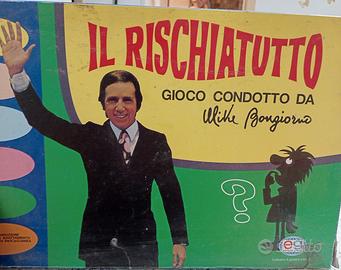 IL RISCHIATUTTO
GIOCO CONDOTTO DA
Mike Bongiorno
?